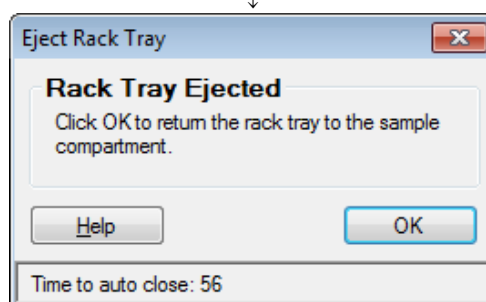 Eject Rack Tray
Rack Tray Ejected
Click OK to return the rack tray to the sample
compartment.
Help
OK
Time to auto close: 56